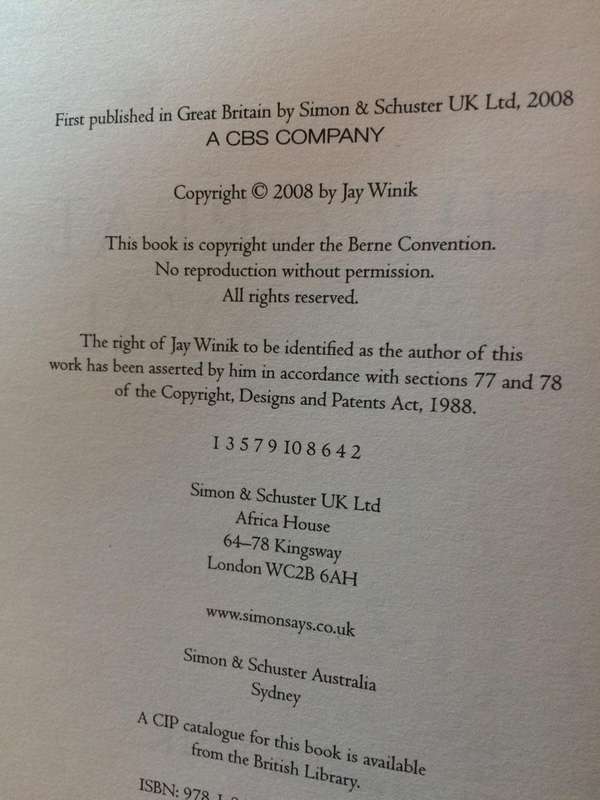 First published in Great Britain by Simon & Schuster UK Ltd, 2008
A CBS COMPANY
Copyright © 2008 by Jay Winik
This book is copyright under the Berne Convention.
No reproduction without permission.
All rights reserved.
The right of Jay Winik to be identified as the author of this
work has been asserted by him in accordance with sections 77 and 78
of the Copyright, Designs and Patents Act, 1988.
1 3 5 7 9 10 8 6 4 2
Simon & Schuster UK Ltd
Africa House
64–78 Kingsway
London WC2B 6AH
www.simonsays.co.uk
Simon & Schuster Australia
Sydney
A CIP catalogue for this book is available
from the British Library.
ISBN: 978